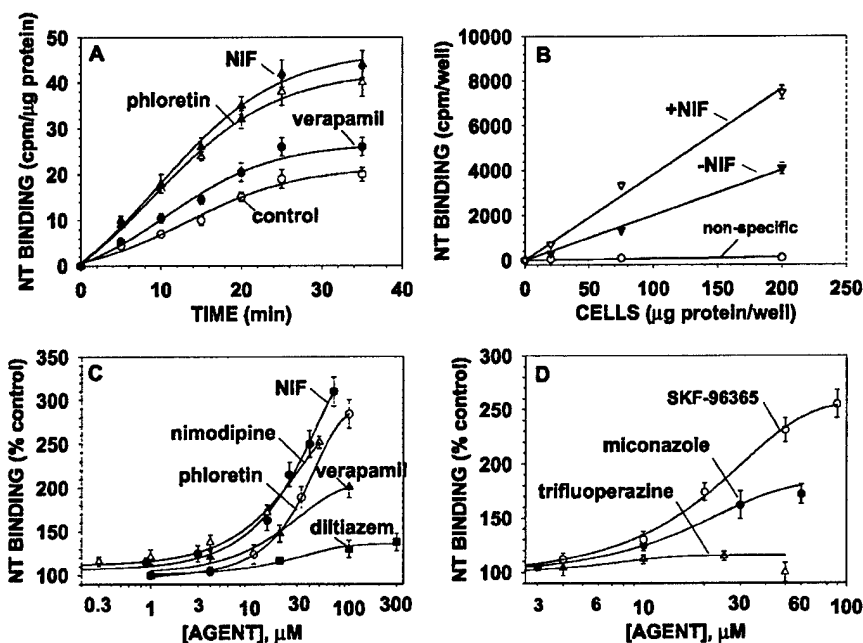 A
NT BINDING (cpm/µg protein)
50
40
30
20
10
0
NIF
phloretin
verapamil
control
0 10 20 30 40
TIME (min)
B
NT BINDING (cpm/well)
10000
8000
6000
4000
2000
0
+NIF
-NIF
non-specific
0 50 100 150 200 250
CELLS (µg protein/well)
C
NT BINDING (% control)
350
300
250
200
150
100
NIF
nimodipine
phloretin
verapamil
diltiazem
0.3 1 3 10 30 100 300
[AGENT], µM
D
NT BINDING (% control)
300
250
200
150
100
SKF-96365
miconazole
trifluoperazine
3 6 10 30 60 100
[AGENT], µM